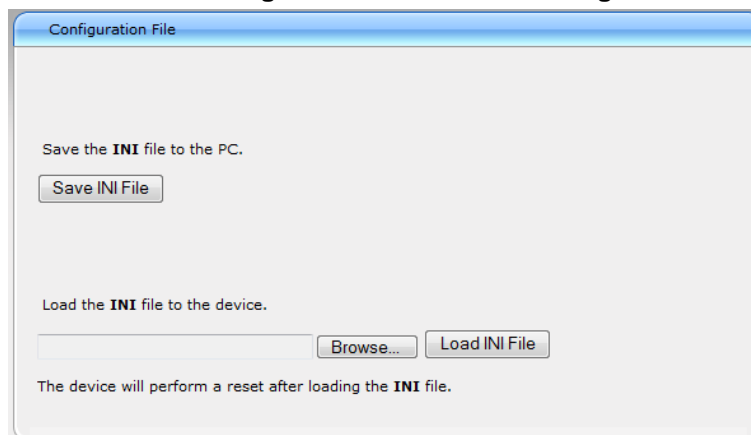 Configuration File
Save the INI file to the PC.
Save INI File
Load the INI file to the device.
Browse... Load INI File
The device will perform a reset after loading the INI file.